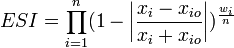 ESI = \prod_{i=1}^{n} (1 - \left| \frac{x_i - x_{io}}{x_i + x_{io}} \right|)^{\frac{w_i}{n}}